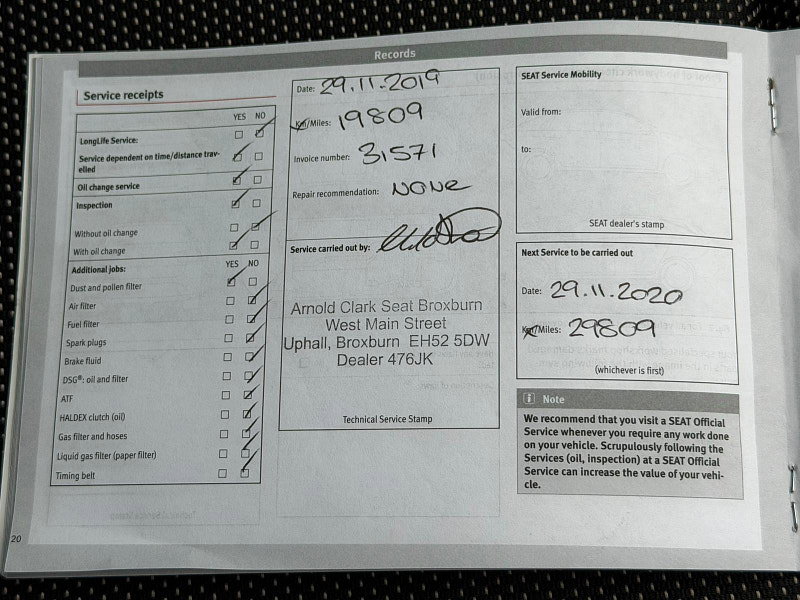 Records
Service receipts
YES NO
LongLife Service:
Service dependent on time/distance trav-
elled
Oil change service
Inspection
Without oil change
With oil change
Additional jobs: YES NO
Dust and pollen filter
Air filter
Fuel filter
Spark plugs
Brake fluid
DSG®: oil and filter
ATF
HALDEX clutch (oil)
Gas filter and hoses
Liquid gas filter (paper filter)
Timing belt
Date: 29.11.2019
Km/Miles: 19809
Invoice number: 31571
Repair recommendation: NONE
Service carried out by:
Arnold Clark Seat Broxburn
West Main Street
Uphall, Broxburn EH52 5DW
Dealer 476JK
Technical Service Stamp
SEAT Service Mobility
Valid from:
to:
SEAT dealer's stamp
Next Service to be carried out
Date: 29.11.2020
Km/Miles: 29809
(whichever is first)
i Note
We recommend that you visit a SEAT Official
Service whenever you require any work done
on your vehicle. Scrupulously following the
Services (oil, inspection) at a SEAT Official
Service can increase the value of your vehi-
cle.
20